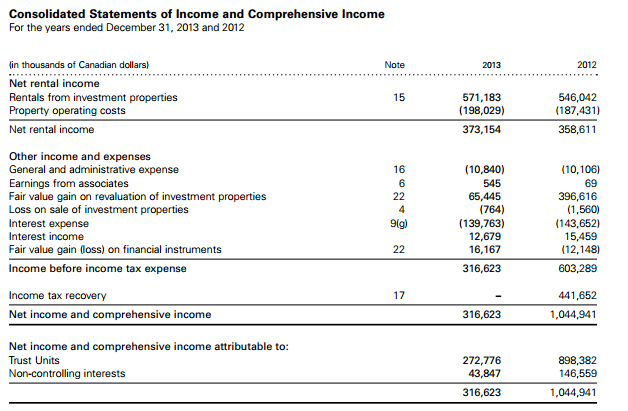 Consolidated Statements of Income and Comprehensive Income
For the years ended December 31, 2013 and 2012
(in thousands of Canadian dollars) Note 2013 2012
Net rental income
Rentals from investment properties 15 571,183 546,042
Property operating costs (198,029) (187,431)
Net rental income 373,154 358,611
Other income and expenses
General and administrative expense 16 (10,840) (10,106)
Earnings from associates 6 545 69
Fair value gain on revaluation of investment properties 22 65,445 396,616
Loss on sale of investment properties 4 (764) (1,560)
Interest expense 9(g) (139,763) (143,652)
Interest income 12,679 15,459
Fair value gain (loss) on financial instruments 22 16,167 (12,148)
Income before income tax expense 316,623 603,289
Income tax recovery 17 – 441,652
Net income and comprehensive income 316,623 1,044,941
Net income and comprehensive income attributable to:
Trust Units 272,776 898,382
Non-controlling interests 43,847 146,559
316,623 1,044,941